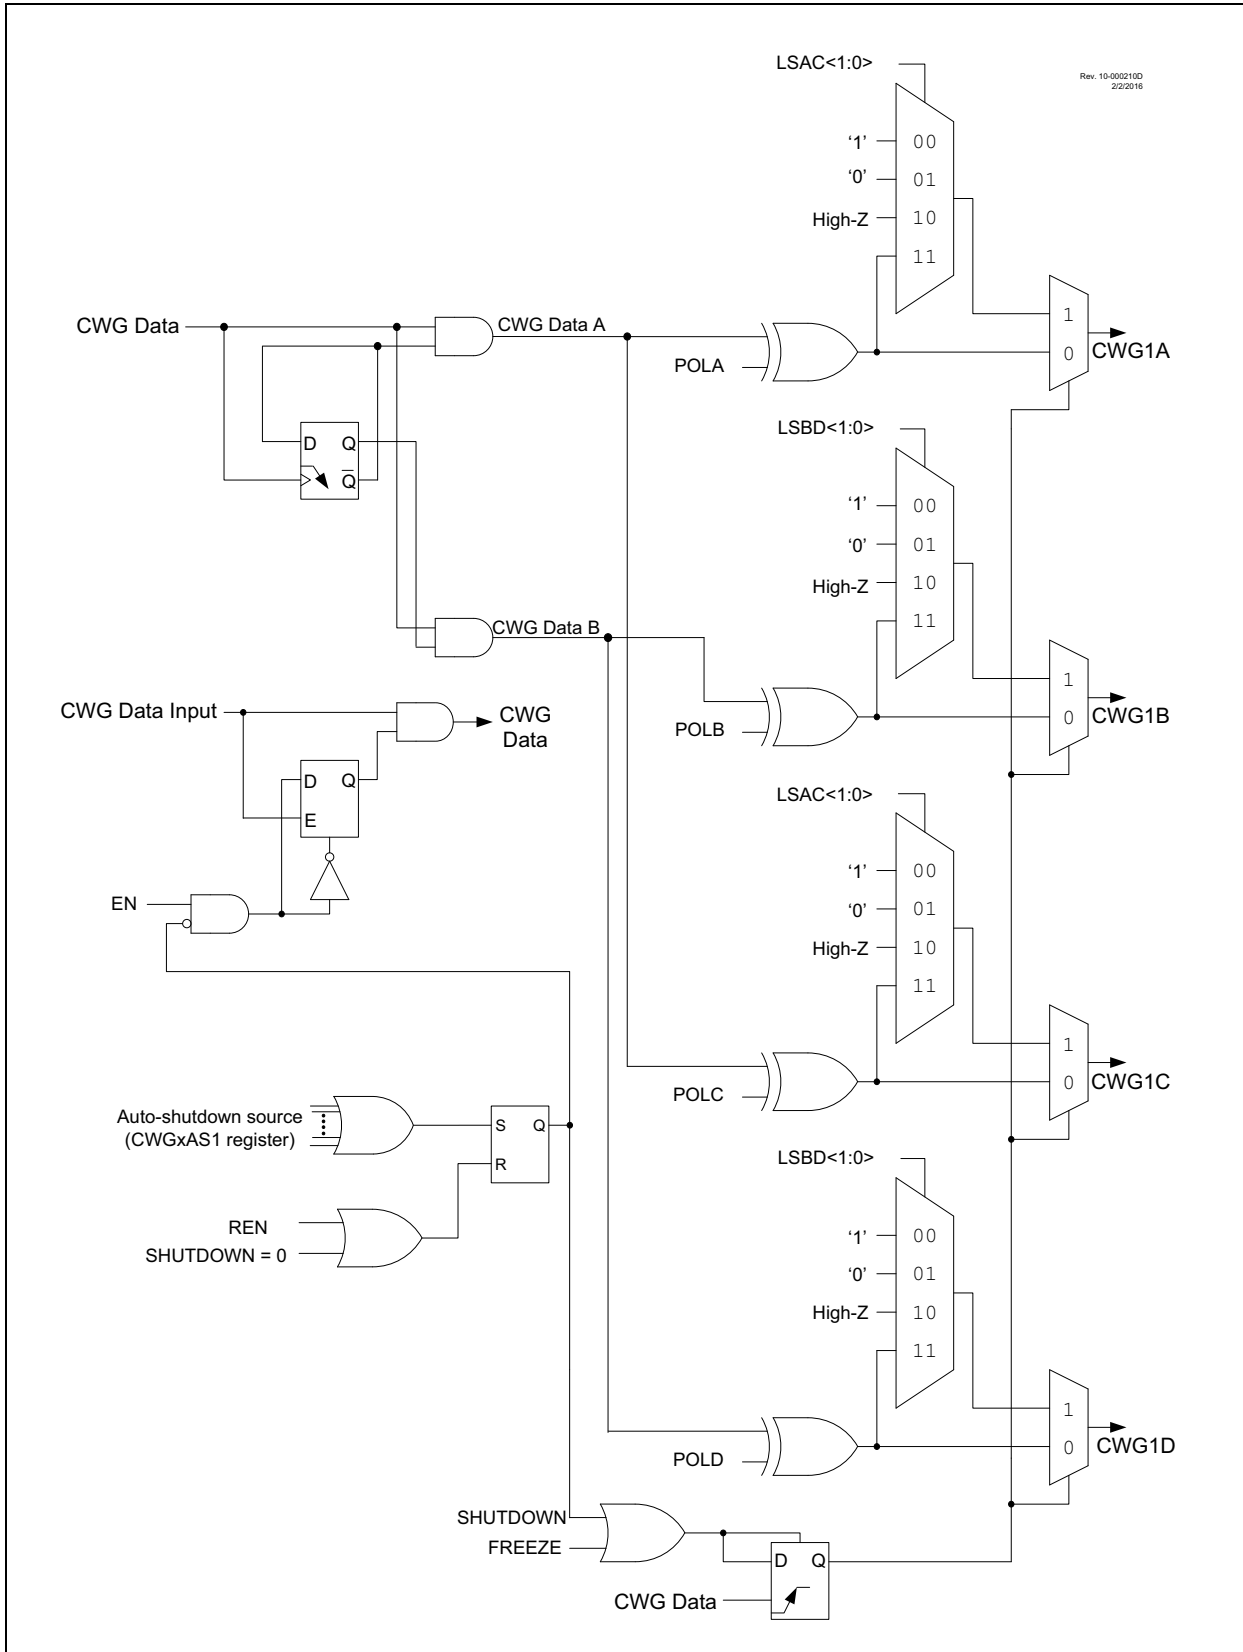 LSAC<1:0>
Rev. 10-000210D
2/2/2016
‘1’
00
‘0’
01
High-Z
10
11
CWG Data
CWG Data A
POLA
1
0
CWG1A
D
Q
Q
LSBD<1:0>
‘1’
00
‘0’
01
High-Z
10
11
CWG Data B
POLB
1
0
CWG1B
CWG Data Input
CWG
Data
D
Q
E
EN
LSAC<1:0>
‘1’
00
‘0’
01
High-Z
10
11
POLC
1
0
CWG1C
Auto-shutdown source
(CWGxAS1 register)
S
Q
R
REN
SHUTDOWN = 0
LSBD<1:0>
‘1’
00
‘0’
01
High-Z
10
11
POLD
1
0
CWG1D
SHUTDOWN
FREEZE
D
Q
CWG Data